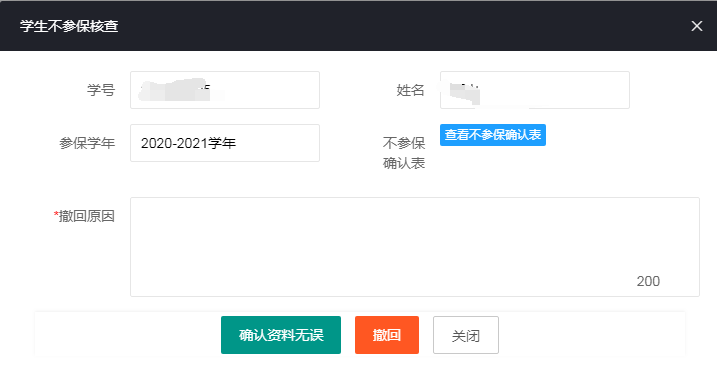 学生不参保核查
学号
姓名
参保学年 2020-2021学年
不参保确认表 查看不参保确认表
*撤回原因
200
确认资料无误 撤回 关闭